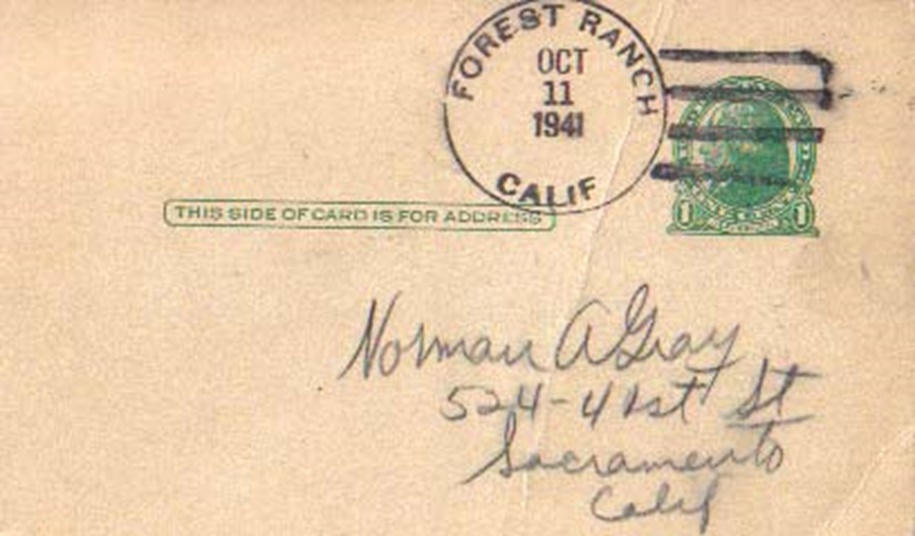 FOREST RANCH
OCT
11
1941
CALIF
THIS SIDE OF CARD IS FOR ADDRESS
1 1
Norman A Gray
524-41st St
Sacramento
Calif